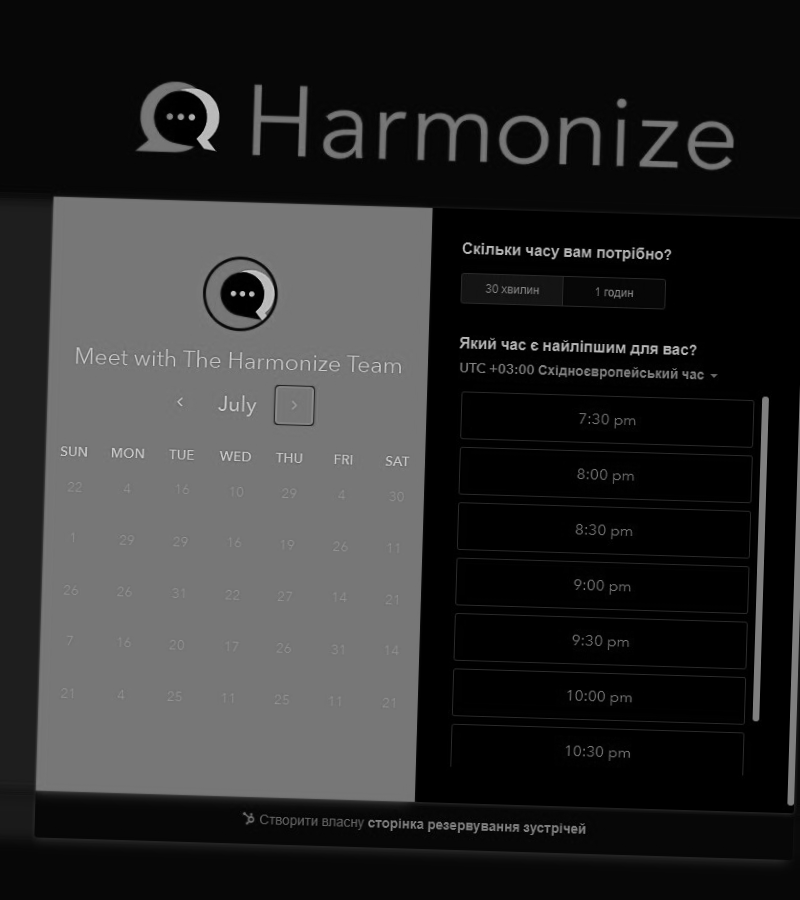 Harmonize
Meet with The Harmonize Team
July
SUN MON TUE WED THU FRI SAT
22 4 16 10 29 4 30
1 29 29 16 19 26 11
26 26 31 22 27 14 21
7 16 20 17 26 31 14
21 4 25 11 25 11 21
Скільки часу вам потрібно?
30 хвилин 1 годин
Який час є найліпшим для вас?
UTC +03:00 Східноєвропейський час
7:30 pm
8:00 pm
8:30 pm
9:00 pm
9:30 pm
10:00 pm
10:30 pm
Створити власну сторінка резервування зустрічей